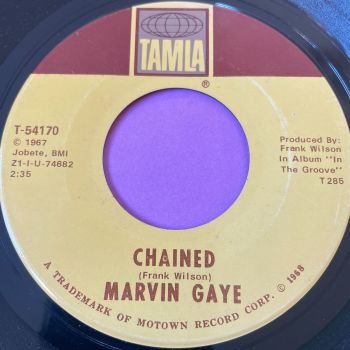 TAMLA
®
T-54170
© 1967
Jobete, BMI
Z1-I-U-74682
2:35
Produced By:
Frank Wilson
In Album "In
The Groove"
T 285
CHAINED
(Frank Wilson)
MARVIN GAYE
A TRADEMARK OF MOTOWN RECORD CORP. © 1968